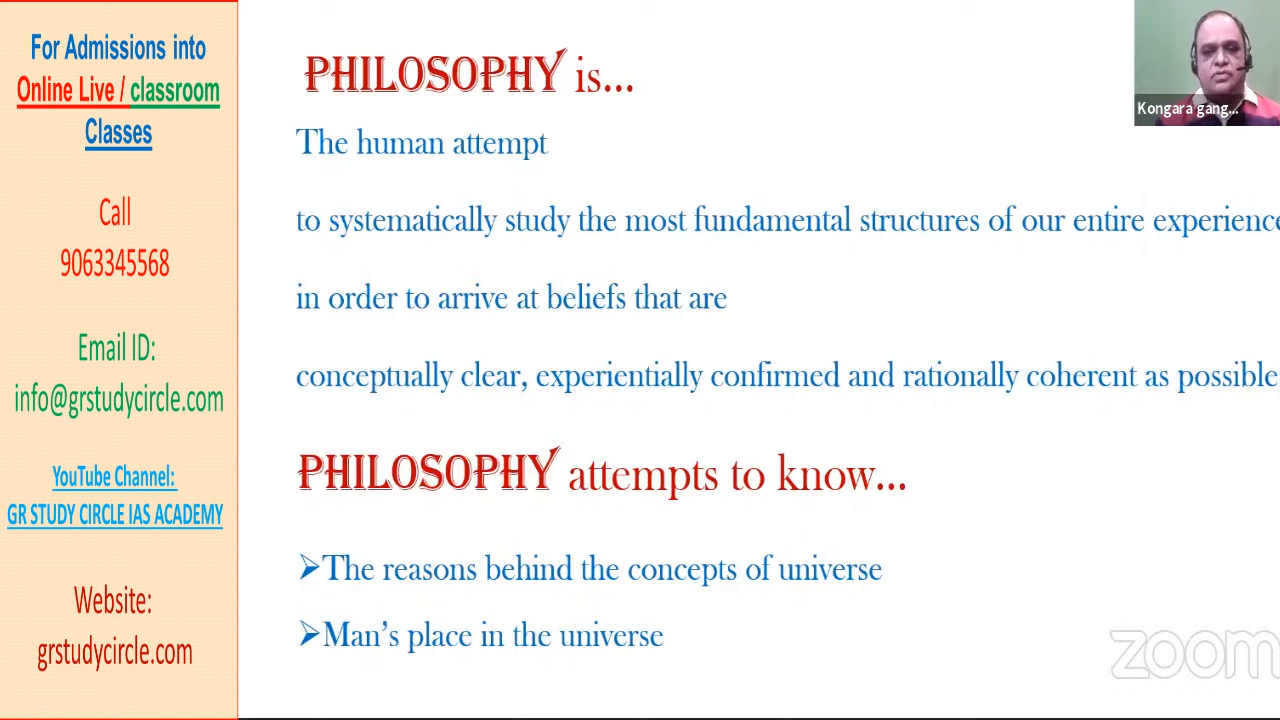 For Admissions into
Online Live / classroom
Classes
Call
9063345568
Email ID:
info@grstudycircle.com
YouTube Channel:
GR STUDY CIRCLE IAS ACADEMY
Website:
grstudycircle.com
PHILOSOPHY is...
The human attempt
to systematically study the most fundamental structures of our entire experience
in order to arrive at beliefs that are
conceptually clear, experientially confirmed and rationally coherent as possible
PHILOSOPHY attempts to know...
➢The reasons behind the concepts of universe
➢Man's place in the universe
Kongara gang...
zoom